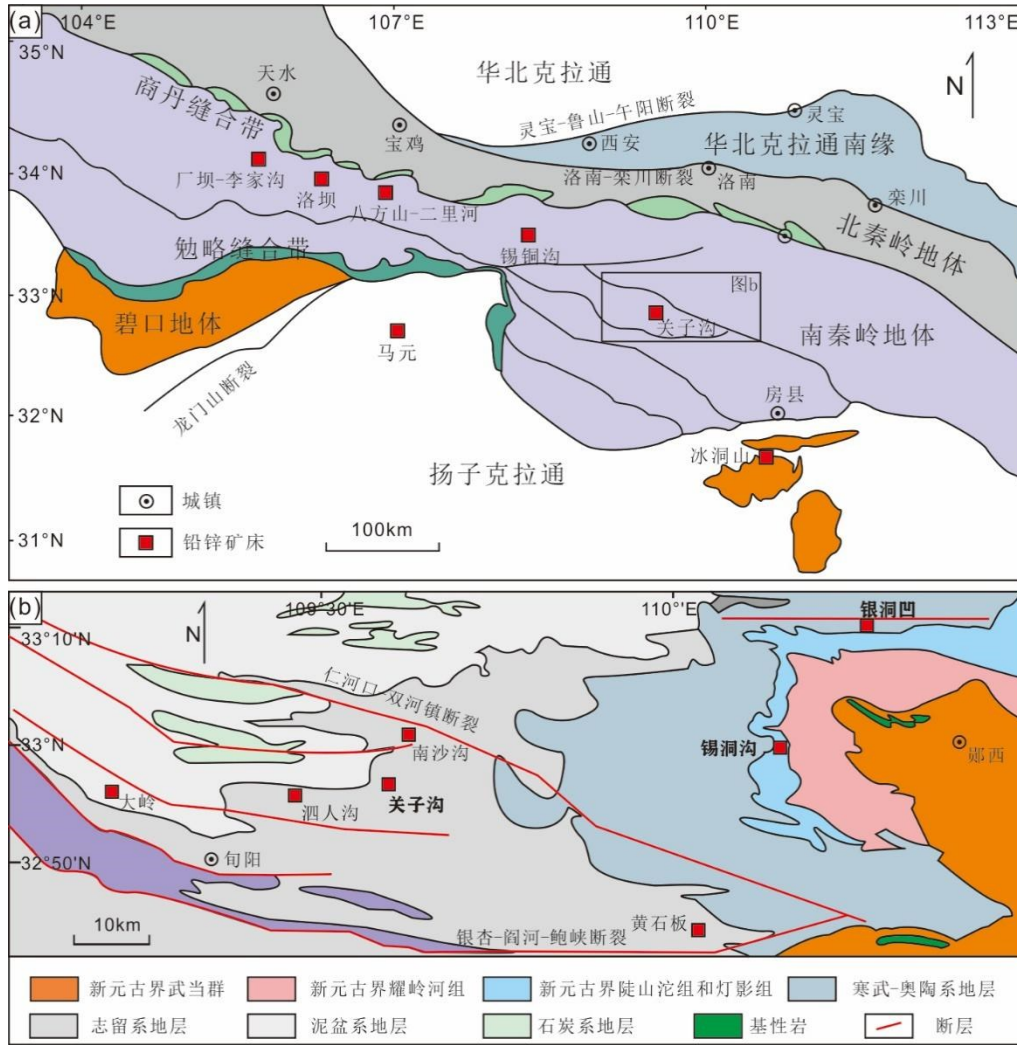 (a)
104°E
107°E
110°E
113°E
35°N
34°N
33°N
32°N
31°N
华北克拉通
N
天水
商丹缝合带
宝鸡
灵宝-鲁山-午阳断裂
灵宝
西安
华北克拉通南缘
厂坝-李家沟
洛坝
八方山-二里河
洛南-栾川断裂
洛南
栾川
北秦岭地体
勉略缝合带
锡铜沟
图b
碧口地体
关子沟
南秦岭地体
马元
龙门山断裂
房县
冰洞山
扬子克拉通
城镇
铅锌矿床
100km
(b)
109°30'E
110°'E
33°10'N
33°N
32°50'N
N
银洞凹
仁河口-双河镇断裂
南沙沟
锡洞沟
郧西
大岭
泗人沟
关子沟
旬阳
黄石板
10km
银杏-闾河-鲍峡断裂
新元古界武当群
新元古界耀岭河组
新元古界陡山沱组和灯影组
寒武-奥陶系地层
志留系地层
泥盆系地层
石炭系地层
基性岩
断层